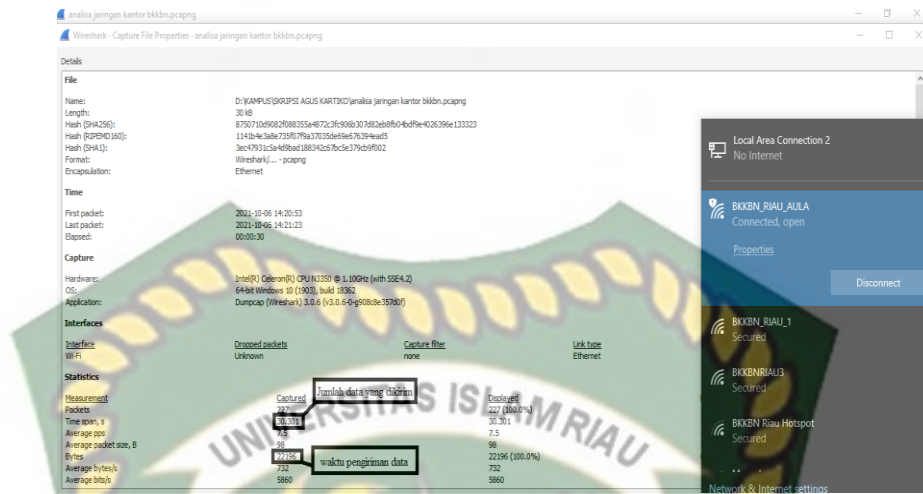 analisa jaringan kantor bkkbn.pcapng
Wireshark - Capture File Properties - analisa jaringan kantor bkkbn.pcapng
Details
File
Name: D:\KAMPUS\SKRIPSI AGUS KARTIKO\analisa jaringan kantor bkkbn.pcapng
Length: 30 kB
Hash (SHA256):
Hash (RIPEMD160): 1141b4e3a8e735f07f9a37035de69e676394ead5
Hash (SHA1): 3ec47931c5a4d9bad188342c67bc5e379cb9f002
Format: Wireshark/... - pcapng
Encapsulation: Ethernet
Time
First packet: 2021-10-06 14:20:53
Last packet: 2021-10-06 14:21:23
Elapsed: 00:00:30
Capture
Hardware: Intel(R) Celeron(R) CPU N3350 @ 1.10GHz (with SSE4.2)
OS: 64-bit Windows 10 (1903), build 18362
Application: Dumpcap (Wireshark) 3.0.6 (v3.0.6-0-g908c8e357d0f)
Interfaces
Interface Dropped packets Capture filter Link type
Wi-Fi Unknown none Ethernet
Statistics
Measurement Captured Displayed
Packets 227 227 (100.0%)
Time span, s 30.301 30.301
Average pps 7.5 7.5
Average packet size, B 98 98
Bytes 22196 22196 (100.0%)
Average bytes/s 732 732
Average bits/s 5860 5860
Jumlah data yang dikirim
waktu pengiriman data
UNIVERSITAS ISLAM RIAU
Local Area Connection 2
No Internet
BKKBN_RIAU_AULA
Connected, open
Properties
Disconnect
BKKBN_RIAU_1
Secured
BKKBNRIAU3
Secured
BKKBN Riau Hotspot
Secured
Network & Internet settings